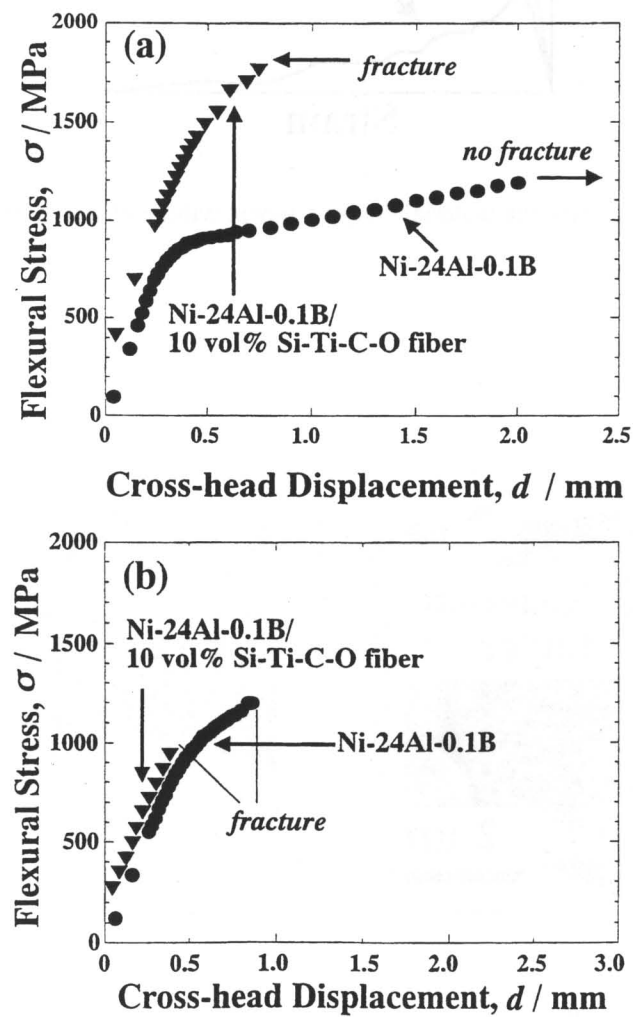 (a)
2000
1500
1000
500
0
Flexural Stress, σ / MPa
fracture
no fracture
Ni-24Al-0.1B
Ni-24Al-0.1B/
10 vol% Si-Ti-C-O fiber
0 0.5 1.0 1.5 2.0 2.5
Cross-head Displacement, d / mm
(b)
2000
1500
1000
500
0
Flexural Stress, σ / MPa
Ni-24Al-0.1B/
10 vol% Si-Ti-C-O fiber
Ni-24Al-0.1B
fracture
0 0.5 1.0 1.5 2.0 2.5 3.0
Cross-head Displacement, d / mm